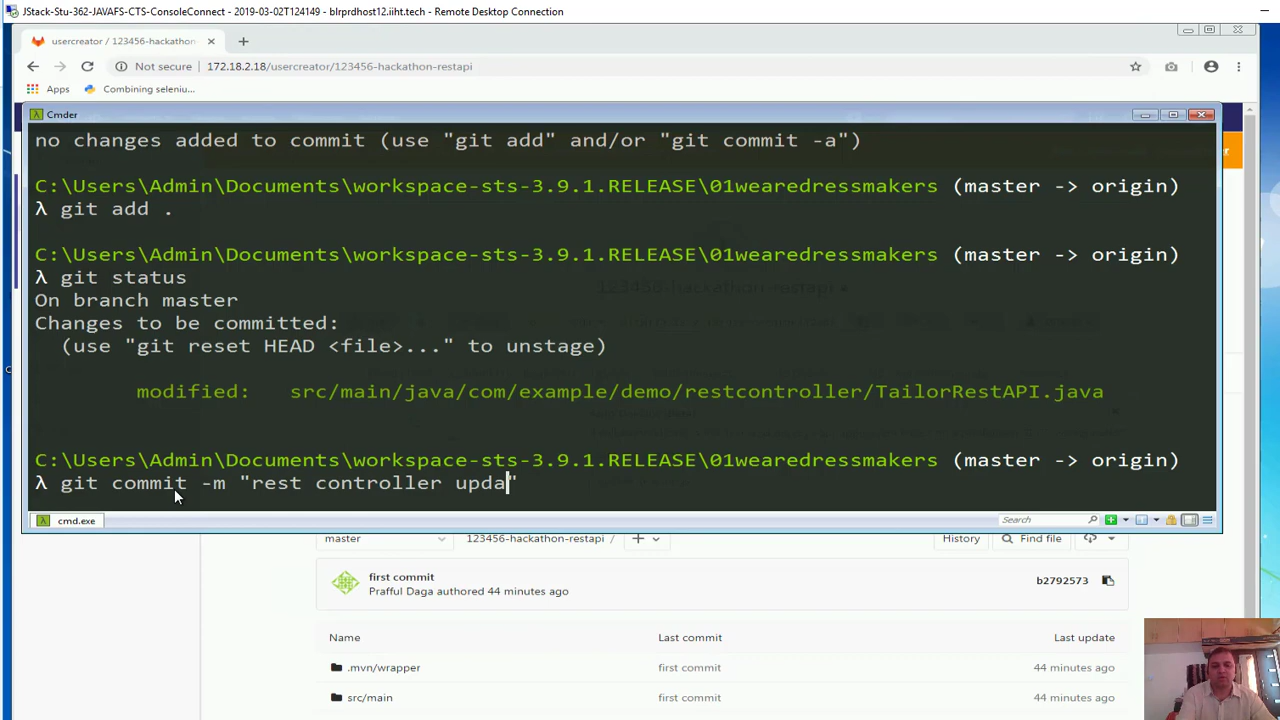 JStack-Stu-362-JAVAFS-CTS-ConsoleConnect - 2019-03-02T124149 - blrprdhost12.iiht.tech - Remote Desktop Connection
usercreator / 123456-hackathon
Not secure | 172.18.2.18/usercreator/123456-hackathon-restapi
Apps Combining seleniu...
Cmder
no changes added to commit (use "git add" and/or "git commit -a")
C:\Users\Admin\Documents\workspace-sts-3.9.1.RELEASE\01wearedressmakers (master -> origin)
λ git add .
C:\Users\Admin\Documents\workspace-sts-3.9.1.RELEASE\01wearedressmakers (master -> origin)
λ git status
On branch master
Changes to be committed:
(use "git reset HEAD <file>..." to unstage)
modified: src/main/java/com/example/demo/restcontroller/TailorRestAPI.java
C:\Users\Admin\Documents\workspace-sts-3.9.1.RELEASE\01wearedressmakers (master -> origin)
λ git commit -m "rest controller upda"
cmd.exe Search
master 123456-hackathon-restapi / + History Find file
first commit b2792573
Prafful Daga authored 44 minutes ago
Name Last commit Last update
.mvn/wrapper first commit 44 minutes ago
src/main first commit 44 minutes ago